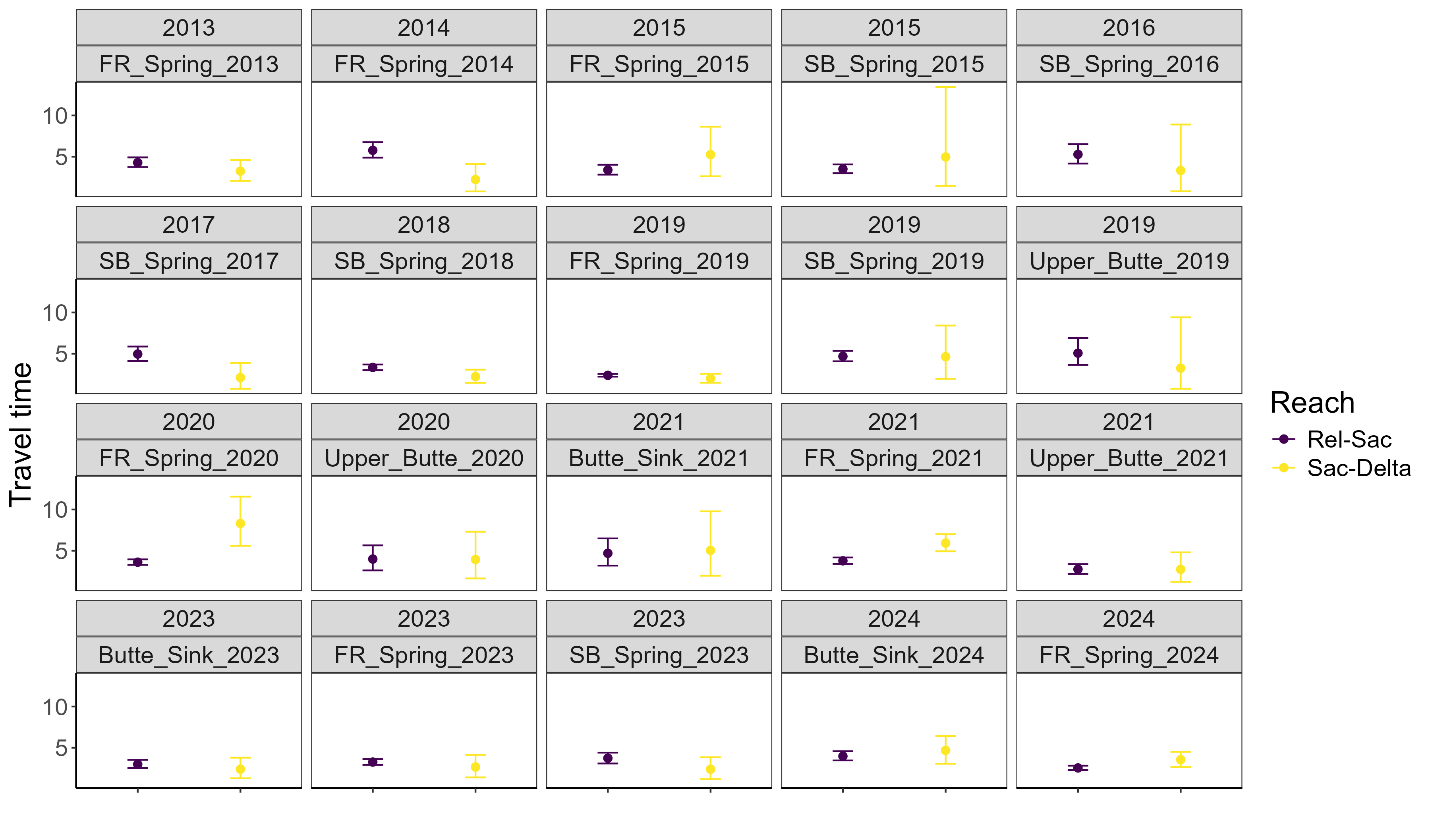 2013 2014 2015 2015 2016
FR_Spring_2013 FR_Spring_2014 FR_Spring_2015 SB_Spring_2015 SB_Spring_2016
10
5
2017 2018 2019 2019 2019
SB_Spring_2017 SB_Spring_2018 FR_Spring_2019 SB_Spring_2019 Upper_Butte_2019
10
5
2020 2020 2021 2021 2021
FR_Spring_2020 Upper_Butte_2020 Butte_Sink_2021 FR_Spring_2021 Upper_Butte_2021
10
5
2023 2023 2023 2024 2024
Butte_Sink_2023 FR_Spring_2023 SB_Spring_2023 Butte_Sink_2024 FR_Spring_2024
10
5
Travel time
Reach
Rel-Sac
Sac-Delta